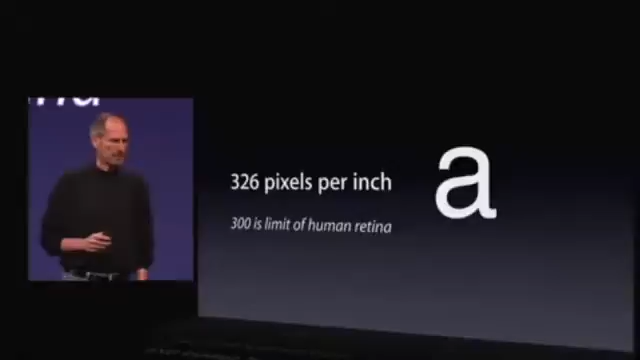 326 pixels per inch
300 is limit of human retina
a